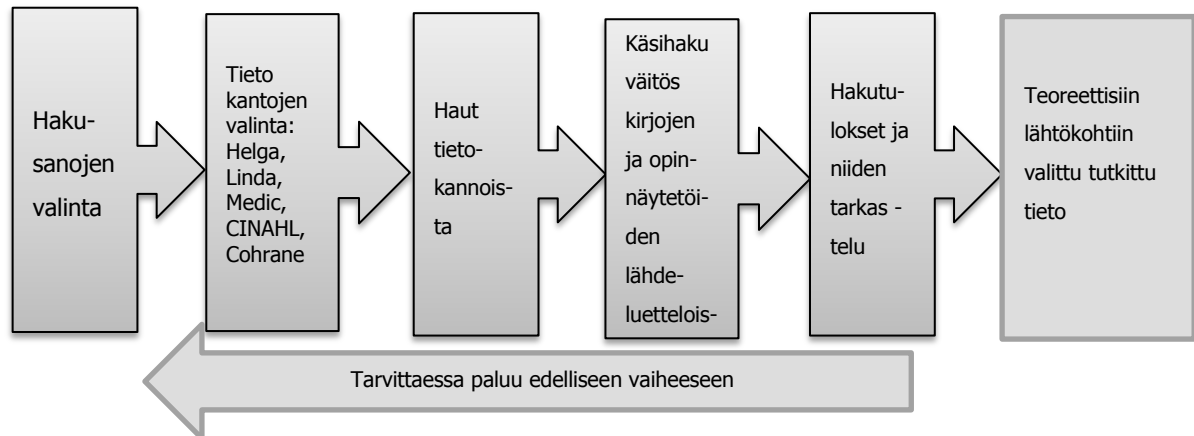 Haku-
sanojen
valinta
Tieto
kantojen
valinta:
Helga,
Linda,
Medic,
CINAHL,
Cohrane
Haut
tieto-
kannois-
ta
Käsihaku
väitös
kirjojen
ja opin-
näytetöi-
den
lähde-
luettelois-
Hakutu-
lokset ja
niiden
tarkas -
telu
Teoreettisiin
lähtökohtiin
valittu tutkittu
tieto
Tarvittaessa paluu edelliseen vaiheeseen